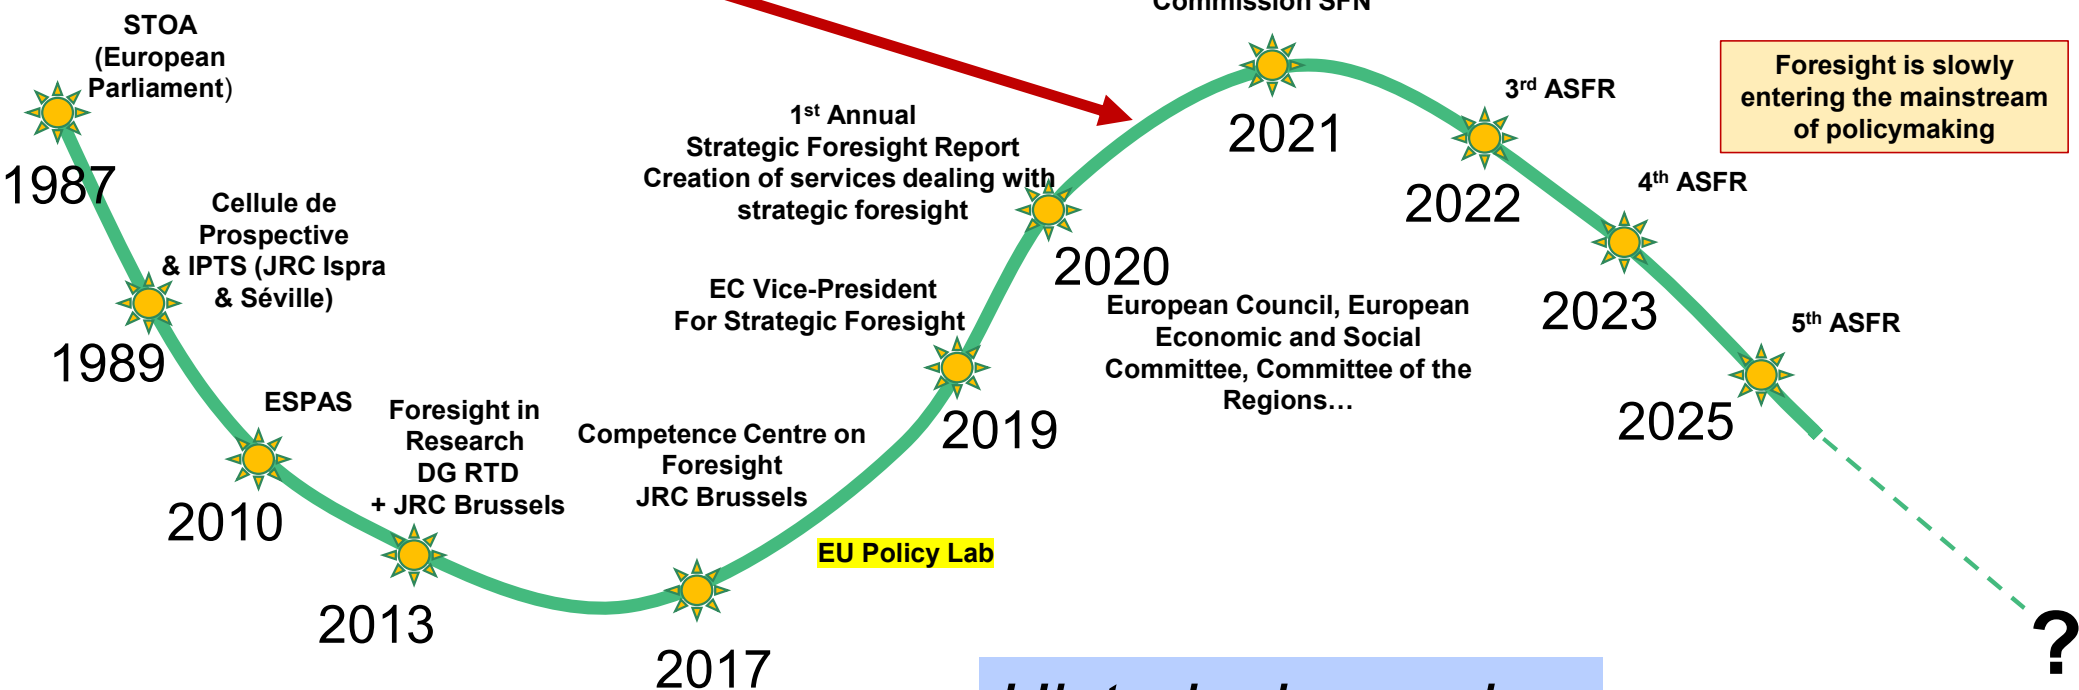 STOA
(European
Parliament)
1987
Cellule de
Prospective
& IPTS (JRC Ispra
& Séville)
1989
ESPAS
2010
Foresight in
Research
DG RTD
+ JRC Brussels
2013
Competence Centre on
Foresight
JRC Brussels
2017
EU Policy Lab
EC Vice-President
For Strategic Foresight
2019
1st Annual
Strategic Foresight Report
Creation of services dealing with
strategic foresight
2020
European Council, European
Economic and Social
Committee, Committee of the
Regions…
Commission SFN
2021
3rd ASFR
2022
4th ASFR
2023
5th ASFR
2025
Foresight is slowly
entering the mainstream
of policymaking
?